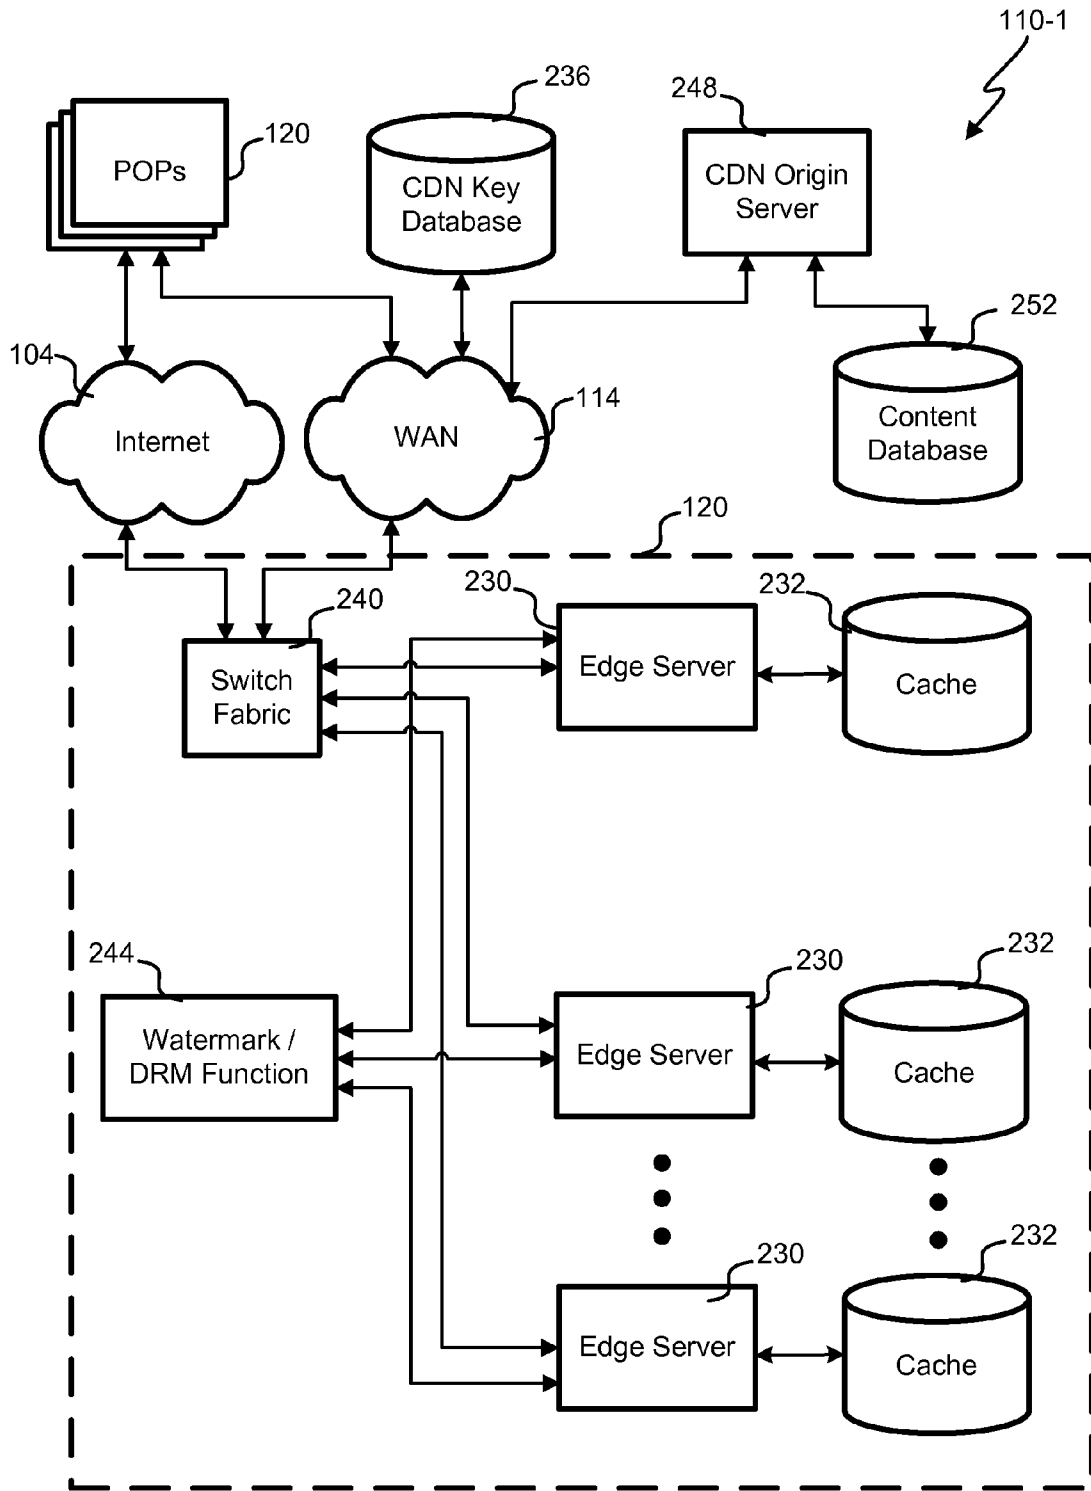 110-1
236
248
120
POPs
CDN Key
Database
CDN Origin
Server
252
104
114
Internet
WAN
Content
Database
120
230
232
240
Switch
Fabric
Edge Server
Cache
244
230
232
Watermark /
DRM Function
Edge Server
Cache
230
232
Edge Server
Cache